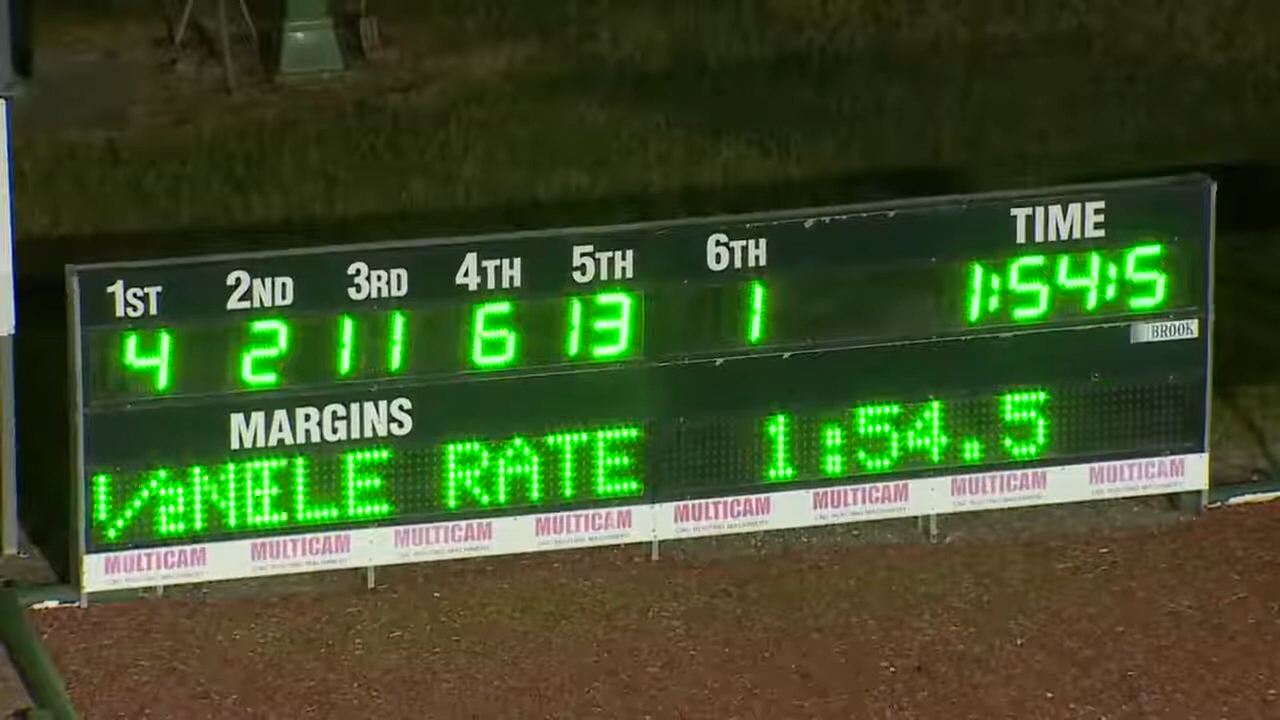 1ST 2ND 3RD 4TH 5TH 6TH TIME
4 2 11 6 13 1 1:54:5
BROOK
MARGINS
MILE RATE 1:54.5
MULTICAM MULTICAM MULTICAM MULTICAM MULTICAM MULTICAM MULTICAM MULTICAM